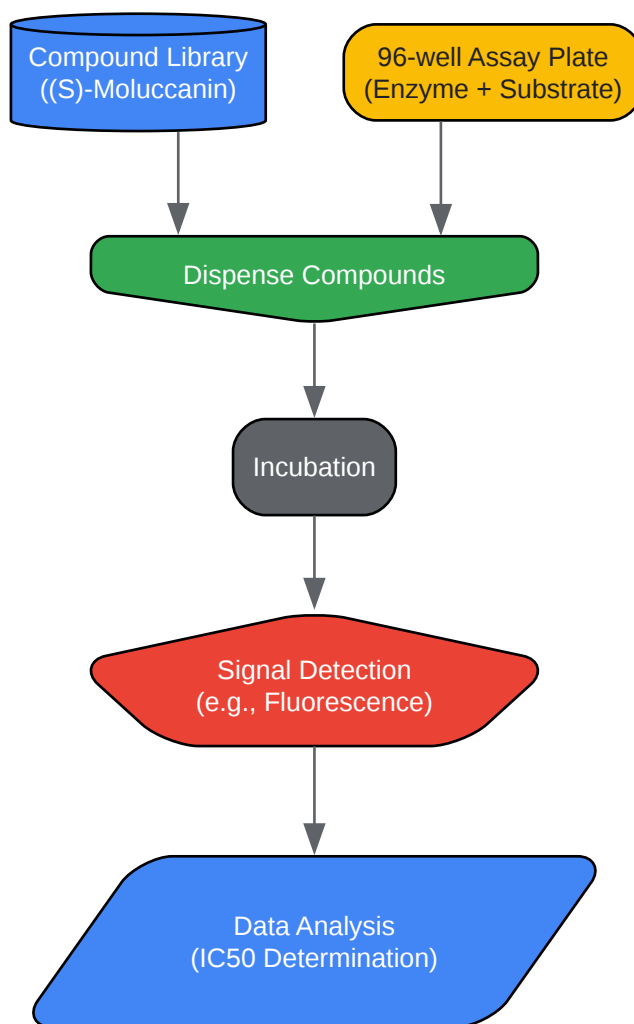 Compound Library
((S)-Moluccanin)
96-well Assay Plate
(Enzyme + Substrate)
Dispense Compounds
Incubation
Signal Detection
(e.g., Fluorescence)
Data Analysis
(IC50 Determination)